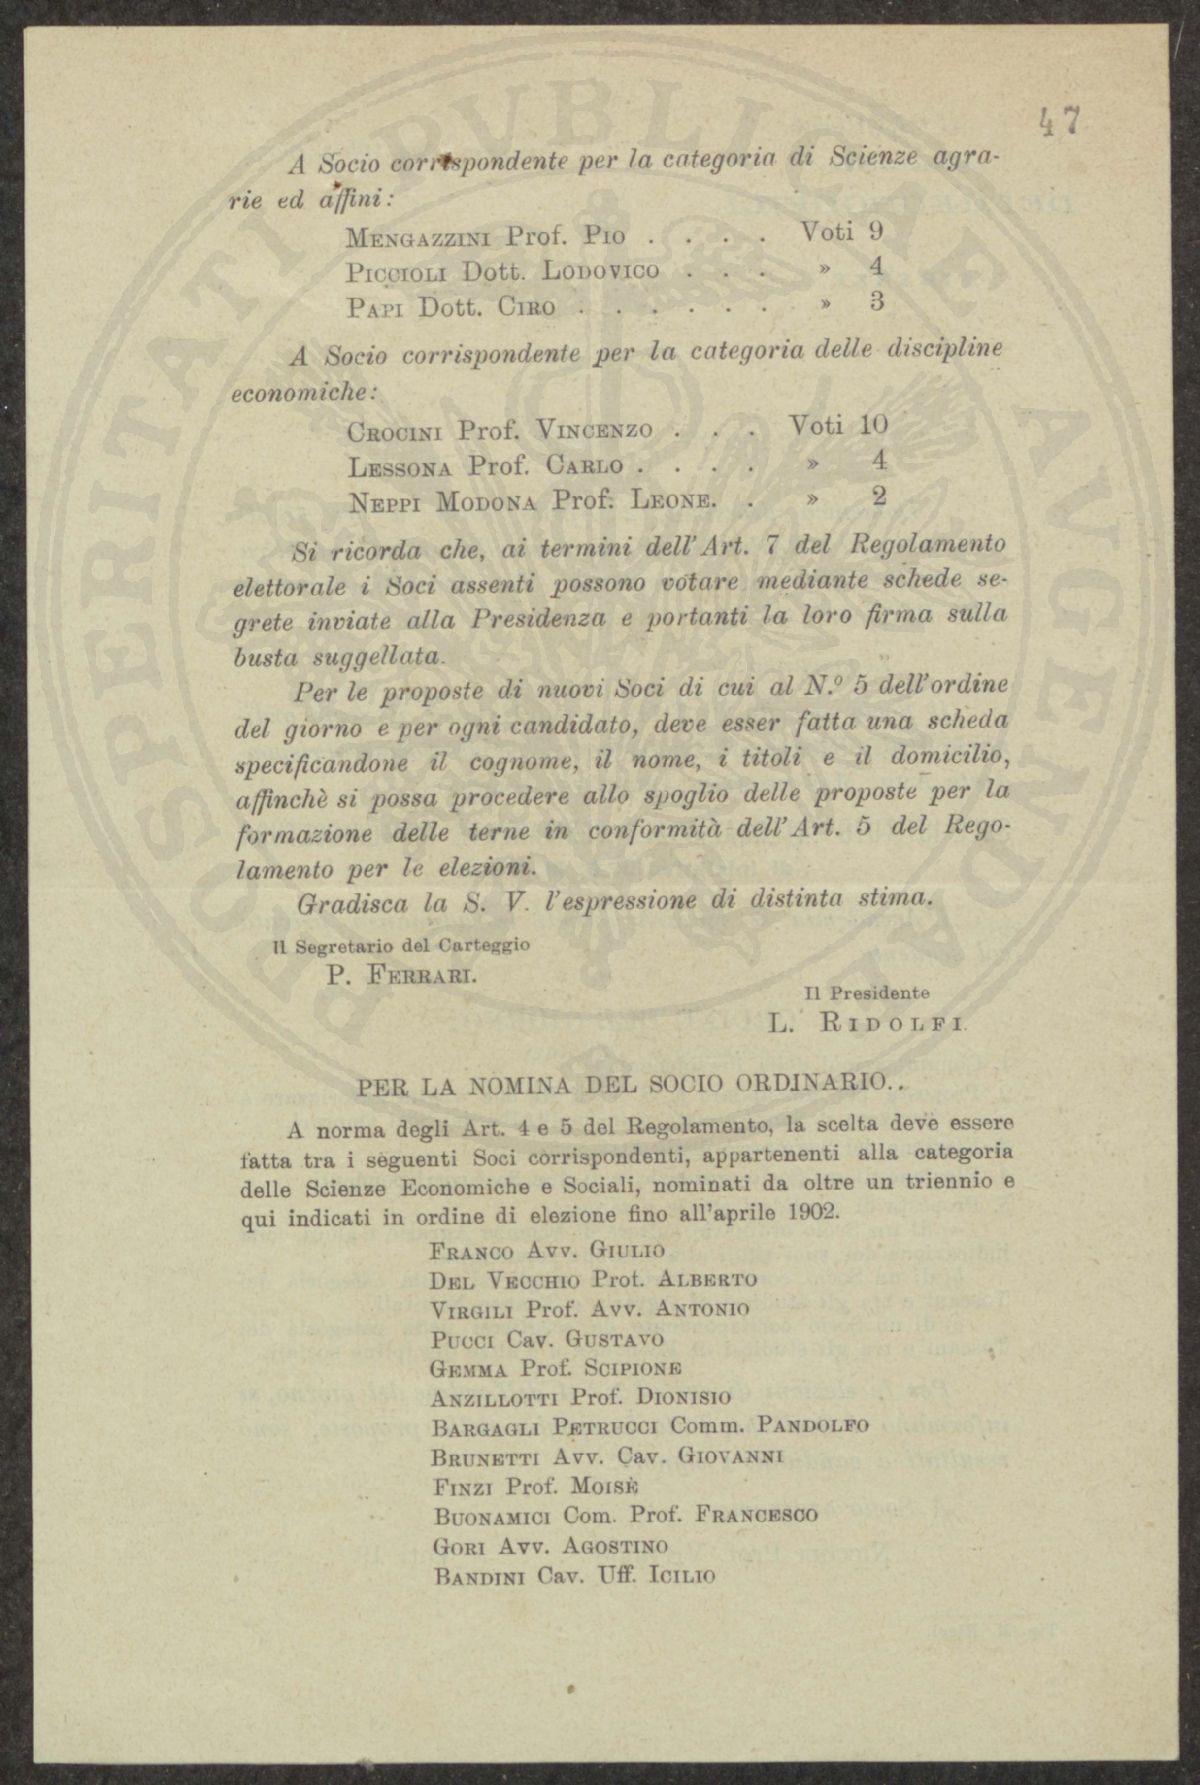 47
A Socio corrispondente per la categoria di Scienze agra-
rie ed affini:
MENGAZZINI Prof. PIO . . . . Voti 9
PICCIOLI Dott. LODOVICO . . . » 4
PAPI Dott. CIRO . . . . . . » 3
A Socio corrispondente per la categoria delle discipline
economiche:
CROCINI Prof. VINCENZO . . . Voti 10
LESSONA Prof. CARLO . . . . » 4
NEPPI MODONA Prof. LEONE. . » 2
Si ricorda che, ai termini dell'Art. 7 del Regolamento
elettorale i Soci assenti possono votare mediante schede se-
grete inviate alla Presidenza e portanti la loro firma sulla
busta suggellata.
Per le proposte di nuovi Soci di cui al N.º 5 dell'ordine
del giorno e per ogni candidato, deve esser fatta una scheda
specificandone il cognome, il nome, i titoli e il domicilio,
affinchè si possa procedere allo spoglio delle proposte per la
formazione delle terne in conformità dell'Art. 5 del Rego-
lamento per le elezioni.
Gradisca la S. V. l'espressione di distinta stima.
Il Segretario del Carteggio
P. FERRARI.
Il Presidente
L. RIDOLFI.
PER LA NOMINA DEL SOCIO ORDINARIO..
A norma degli Art. 4 e 5 del Regolamento, la scelta deve essere
fatta tra i seguenti Soci corrispondenti, appartenenti alla categoria
delle Scienze Economiche e Sociali, nominati da oltre un triennio e
qui indicati in ordine di elezione fino all'aprile 1902.
FRANCO Avv. GIULIO
DEL VECCHIO Prof. ALBERTO
VIRGILI Prof. Avv. ANTONIO
PUCCI Cav. GUSTAVO
GEMMA Prof. SCIPIONE
ANZILLOTTI Prof. DIONISIO
BARGAGLI PETRUCCI Comm. PANDOLFO
BRUNETTI Avv. Cav. GIOVANNI
FINZI Prof. MOISÈ
BUONAMICI Com. Prof. FRANCESCO
GORI Avv. AGOSTINO
BANDINI Cav. Uff. ICILIO
PROSPERITATI PVBLICAE AVGENDAE